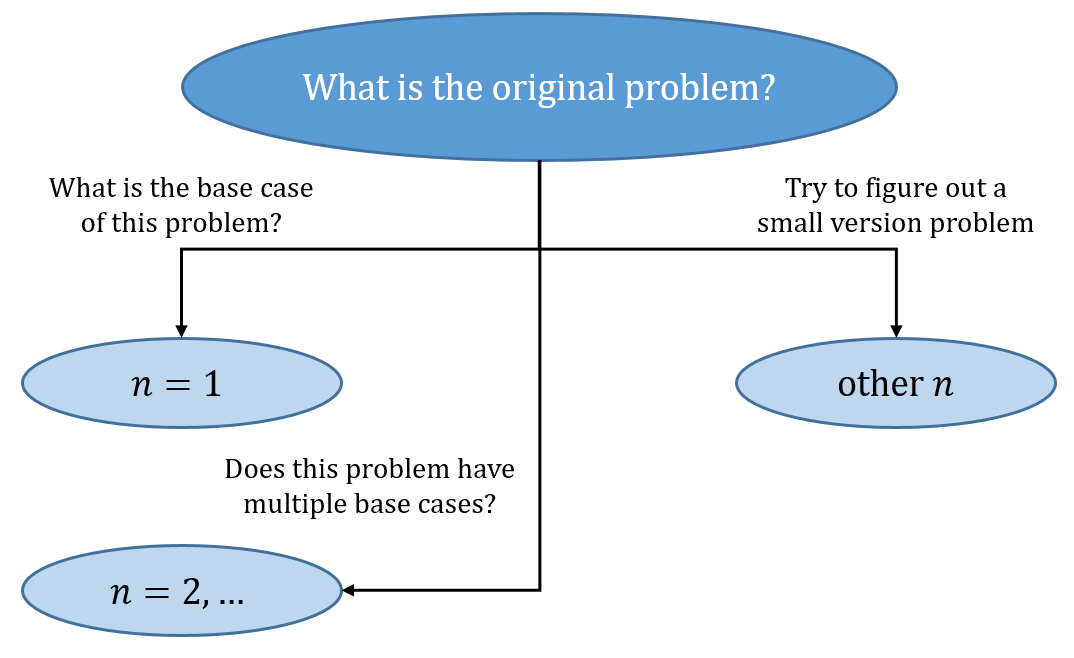 What is the original problem?
What is the base case
of this problem?
Try to figure out a
small version problem
n = 1
other n
Does this problem have
multiple base cases?
n = 2, ...